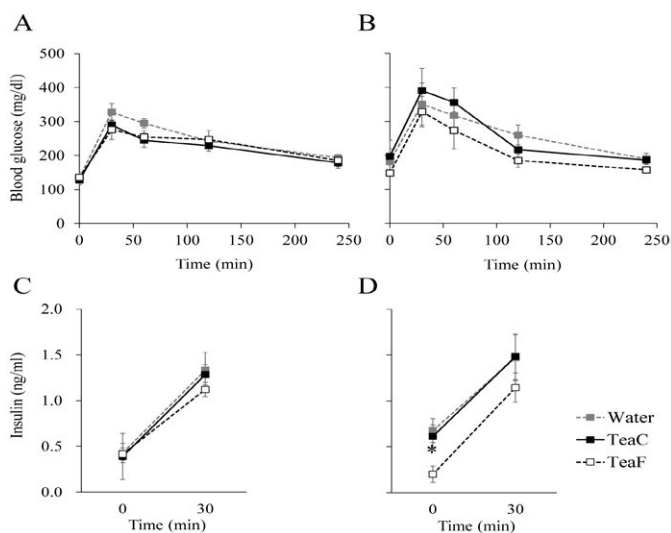 A
B
Blood glucose (mg/dl)
500
400
300
200
100
0
0 50 100 150 200 250
Time (min)
0 50 100 150 200 250
Time (min)
C
D
Insulin (ng/ml)
2.0
1.5
1.0
0.5
0.0
0 30
Time (min)
*
0 30
Time (min)
Water
TeaC
TeaF